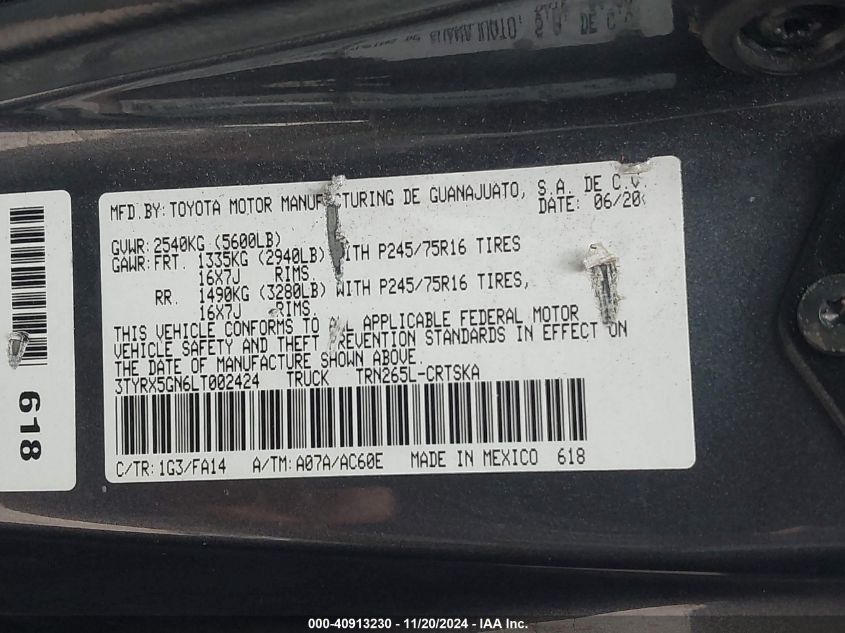 MFD.BY: TOYOTA MOTOR MANUFACTURING DE GUANAJUATO, S.A. DE C.V.
DATE: 06/20
GVWR: 2540KG (5600LB)
GAWR: FRT. 1335KG (2940LB) WITH P245/75R16 TIRES
16X7J RIMS.
RR. 1490KG (3280LB) WITH P245/75R16 TIRES,
16X7J RIMS.
THIS VEHICLE CONFORMS TO ALL APPLICABLE FEDERAL MOTOR
VEHICLE SAFETY AND THEFT PREVENTION STANDARDS IN EFFECT ON
THE DATE OF MANUFACTURE SHOWN ABOVE.
3TYRX5GN6LT002424 TRUCK TRN265L-CRTSKA
C/TR: 1G3/FA14 A/TM: A07A/AC60E MADE IN MEXICO 618
618
000-40913230 - 11/20/2024 - IAA Inc.